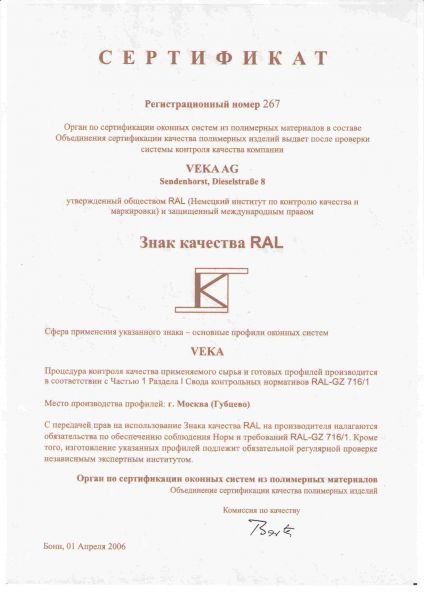 СЕРТИФИКАТ
Регистрационный номер 267
Орган по сертификации оконных систем из полимерных материалов в составе
Объединения сертификации качества полимерных изделий выдает после проверки
системы контроля качества компании
VEKA AG
Sendenhorst, Dieselstraße 8
утвержденный обществом RAL (Немецкий институт по контролю качества и
маркировки) и защищенный международным правом
Знак качества RAL
K
Сфера применения указанного знака – основные профили оконных систем
VEKA
Процедура контроля качества применяемого сырья и готовых профилей производится
в соответствии с Частью 1 Раздела I Свода контрольных нормативов RAL-GZ 716/1
Место производства профилей: г. Москва (Губцево)
С передачей прав на использование Знака качества RAL на производителя налагаются
обязательства по обеспечению соблюдения Норм и требований RAL-GZ 716/1. Кроме
того, изготовление указанных профилей подлежит обязательной регулярной проверке
независимым экспертным институтом.
Орган по сертификации оконных систем из полимерных материалов
Объединение сертификации качества полимерных изделий
Комиссия по качеству
Бонн, 01 Апреля 2006